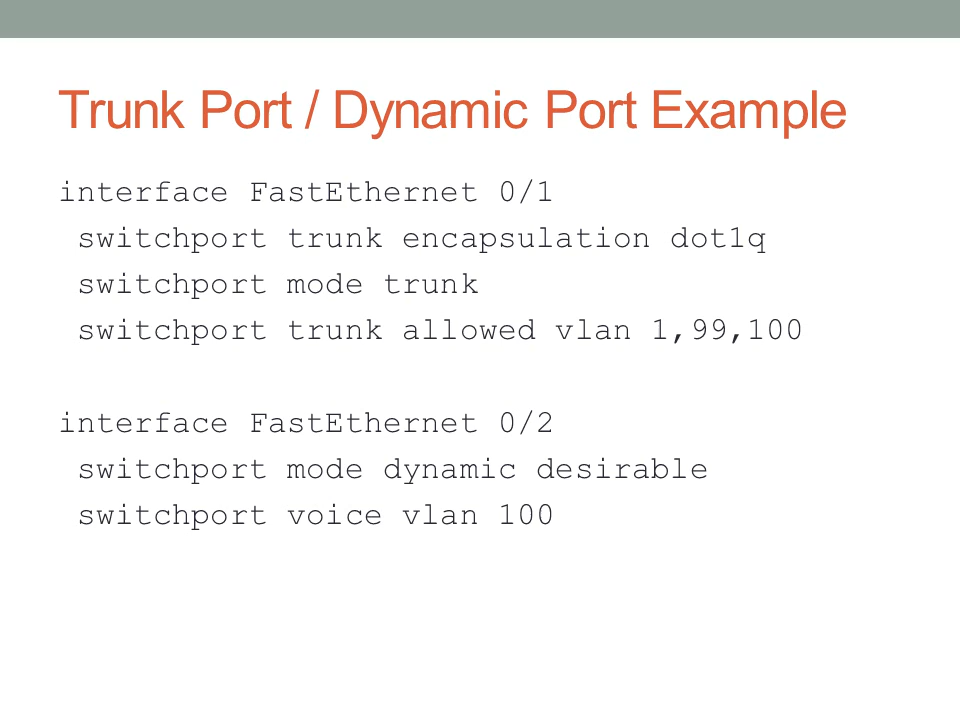 Trunk Port / Dynamic Port Example
interface FastEthernet 0/1
switchport trunk encapsulation dot1q
switchport mode trunk
switchport trunk allowed vlan 1,99,100
interface FastEthernet 0/2
switchport mode dynamic desirable
switchport voice vlan 100